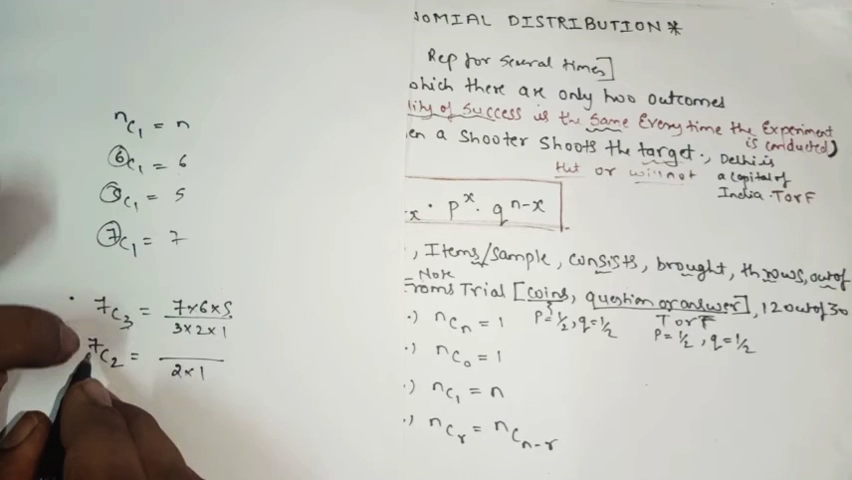 NOMIAL DISTRIBUTION *
Rep for several times]
which there are only two outcomes
lity of success is the same Every time the Experiment
is conducted)
en a shooter shoots the target., Delhi is
Hit or will not a capital of
India. T or F
x . p^x . q^n-x
, Items/sample, consists, brought, throws, out of
Note
From's Trial [coins, question or answer], 12 out of 30
P=1/2, q=1/2 T or F
.) nCn = 1 P=1/2, q=1/2
.) nC0 = 1
.) nC1 = n
.) nCr = nCn-r
nC1 = n
6C1 = 6
5C1 = 5
7C1 = 7
. 7C3 = 7×6×5
3×2×1
7C2 =
2×1